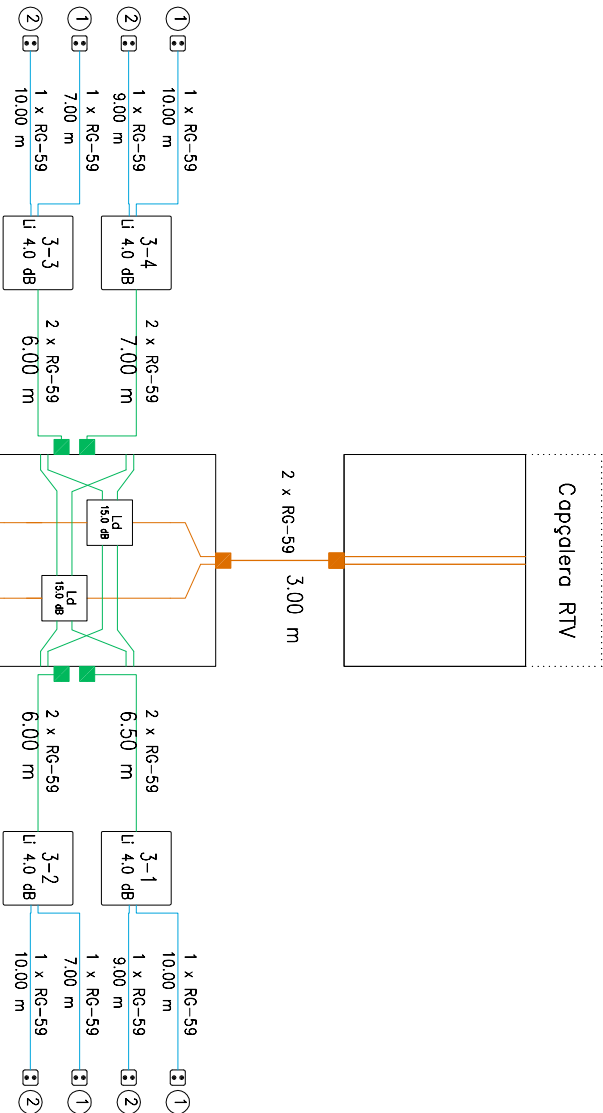 Capçalera RTV
2 x RG-59 3.00 m
1
1 x RG-59
10.00 m
2
1 x RG-59
9.00 m
3-4
Li 4.0 dB
2 x RG-59
7.00 m
Ld
15.0 dB
2 x RG-59
6.50 m
3-1
Li 4.0 dB
1 x RG-59
10.00 m
1
1 x RG-59
9.00 m
2
1
1 x RG-59
7.00 m
2
1 x RG-59
10.00 m
3-3
Li 4.0 dB
2 x RG-59
6.00 m
Ld
15.0 dB
2 x RG-59
6.00 m
3-2
Li 4.0 dB
1 x RG-59
7.00 m
1
1 x RG-59
10.00 m
2